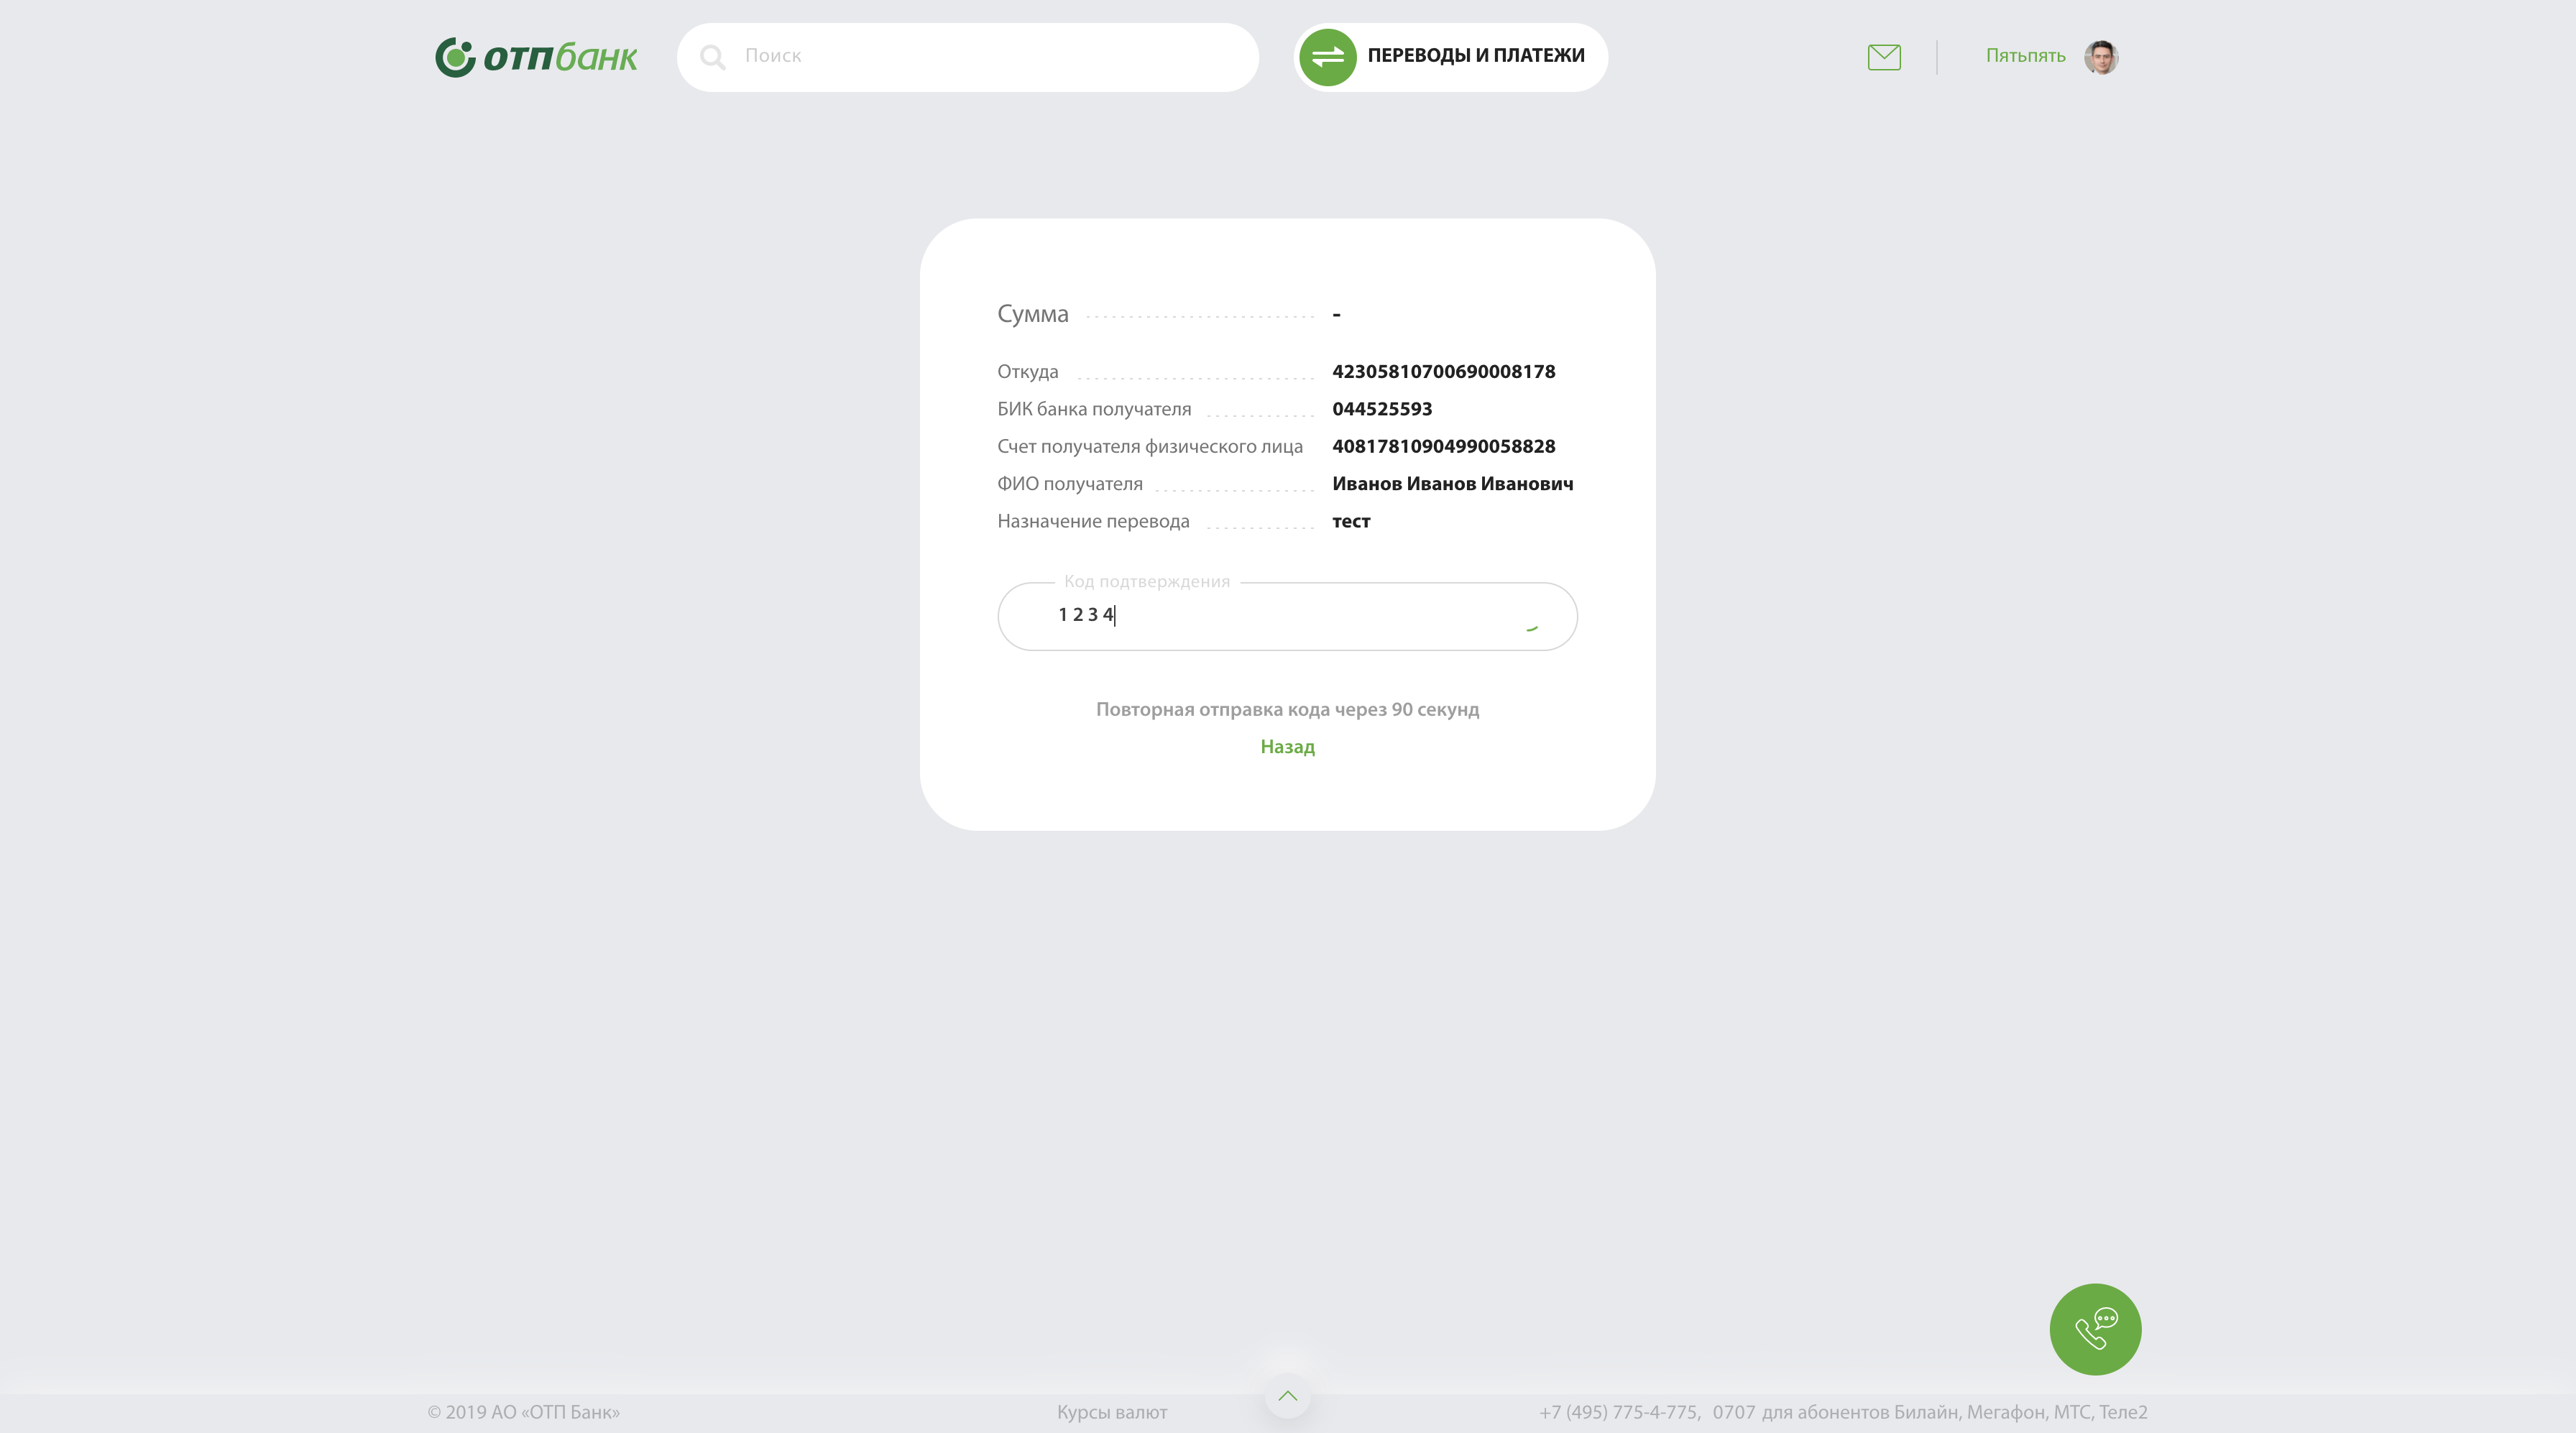 отпбанк
Поиск
ПЕРЕВОДЫ И ПЛАТЕЖИ
Пятьпять
Сумма -
Откуда 42305810700690008178
БИК банка получателя 044525593
Счет получателя физического лица 40817810904990058828
ФИО получателя Иванов Иванов Иванович
Назначение перевода тест
Код подтверждения
1 2 3 4
Повторная отправка кода через 90 секунд
Назад
© 2019 АО «ОТП Банк» Курсы валют +7 (495) 775-4-775, 0707 для абонентов Билайн, Мегафон, МТС, Теле2